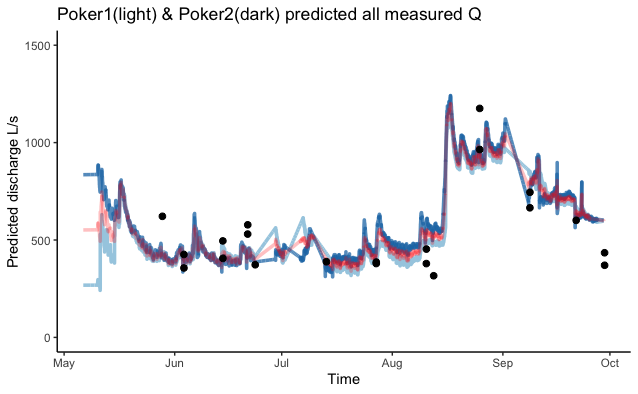 Poker1(light) & Poker2(dark) predicted all measured Q
Predicted discharge L/s
1500
1000
500
0
May Jun Jul Aug Sep Oct
Time